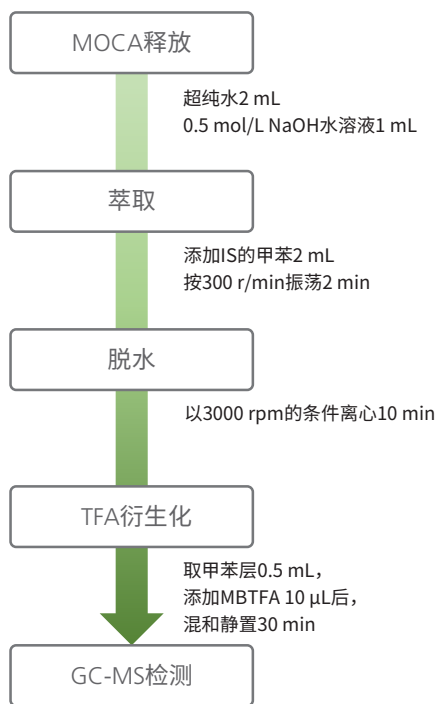 MOCA释放
超纯水2 mL
0.5 mol/L NaOH水溶液1 mL
萃取
添加IS的甲苯2 mL
按300 r/min振荡2 min
脱水
以3000 rpm的条件离心10 min
TFA衍生化
取甲苯层0.5 mL，
添加MBTFA 10 µL后，
混和静置30 min
GC-MS检测